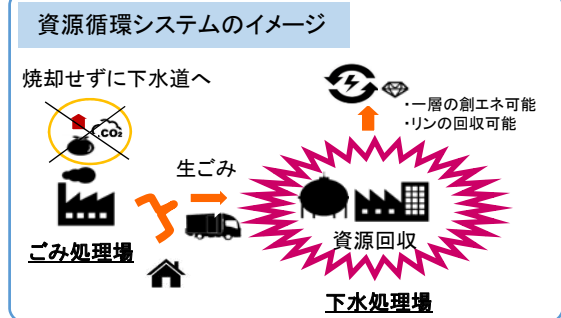 資源循環システムのイメージ
焼却せずに下水道へ
CO₂
・一層の創エネ可能
・リンの回収可能
生ごみ
資源回収
ごみ処理場
下水処理場